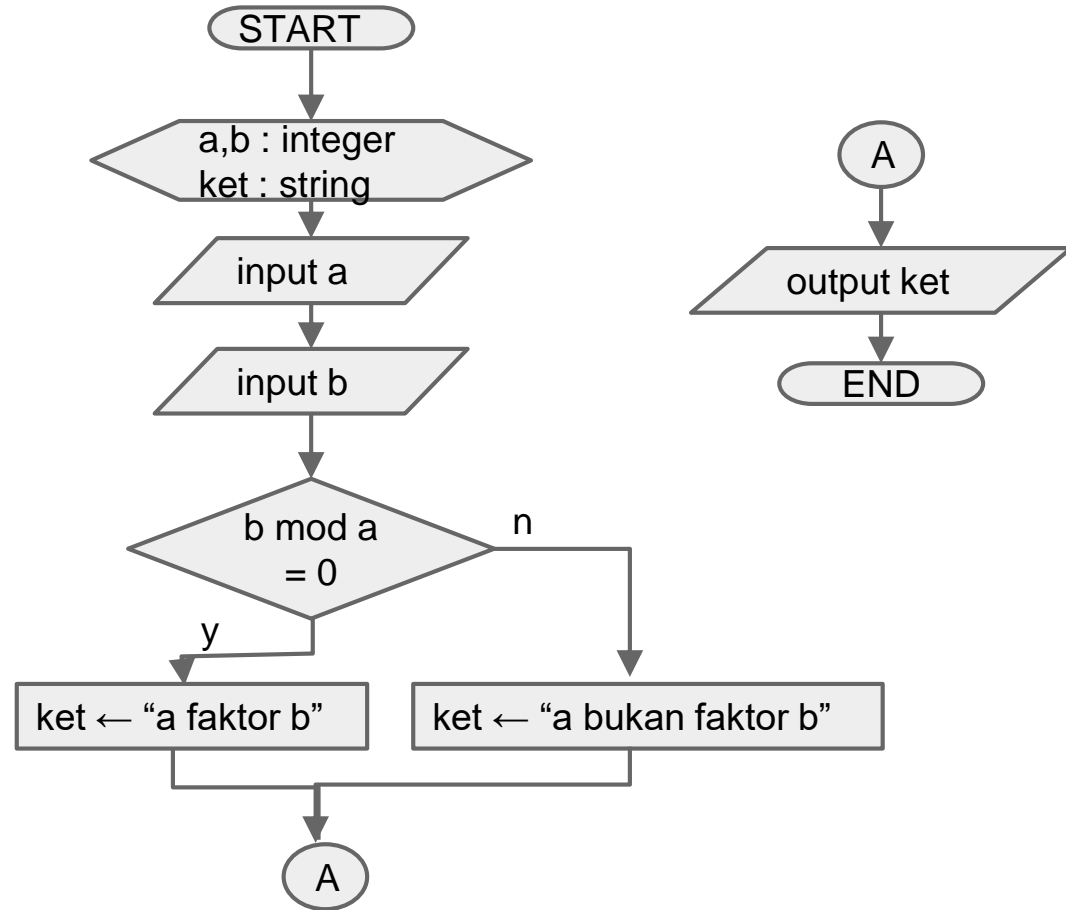 START
a,b : integer
ket : string
input a
input b
b mod a
= 0
n
y
ket ← “a faktor b”
ket ← “a bukan faktor b”
A
A
output ket
END